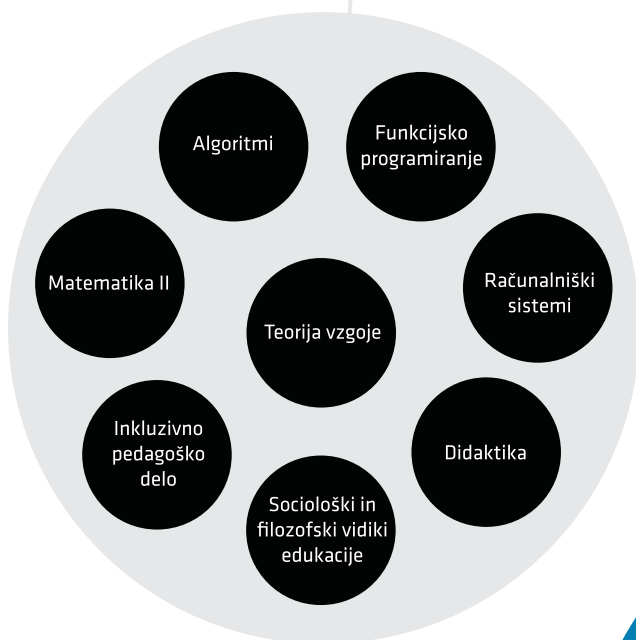 Algoritmi
Funkcijsko
programiranje
Matematika II
Računalniški
sistemi
Teorija vzgoje
Inkluzivno
pedagoško
delo
Didaktika
Sociološki in
filozofski vidiki
edukacije